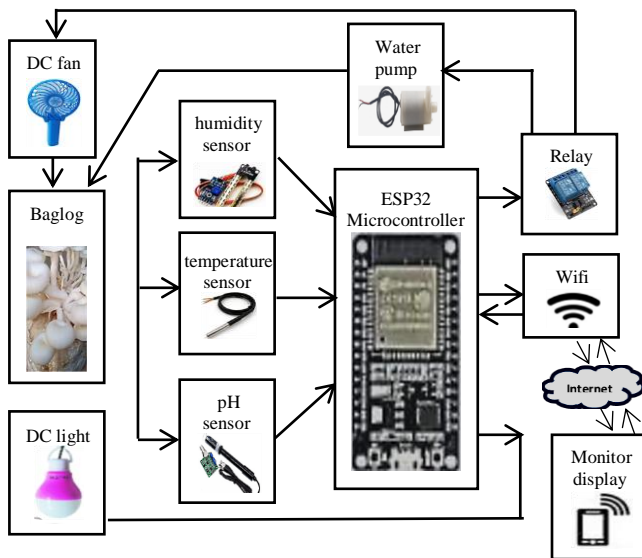 DC fan
Water
pump
humidity
sensor
Relay
ESP32
Microcontroller
Baglog
temperature
sensor
Wifi
Internet
pH
sensor
DC light
Monitor
display